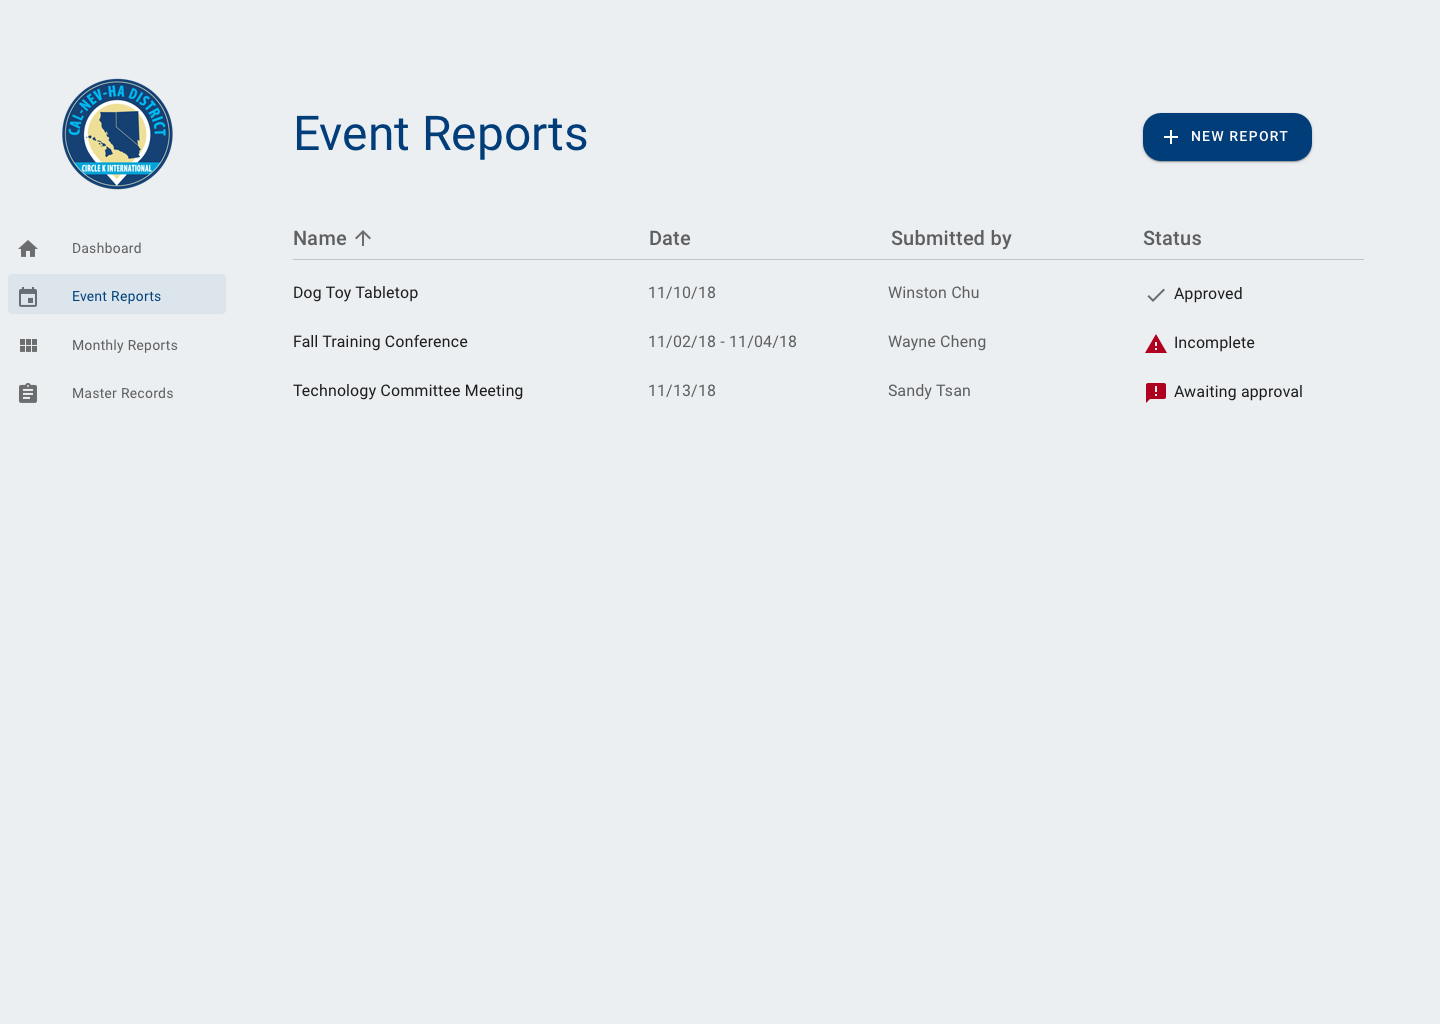 CAL-NEV-HA DISTRICT
CIRCLE K INTERNATIONAL
Event Reports
NEW REPORT
Dashboard
Event Reports
Monthly Reports
Master Records
Name Date Submitted by Status
Dog Toy Tabletop 11/10/18 Winston Chu Approved
Fall Training Conference 11/02/18 - 11/04/18 Wayne Cheng Incomplete
Technology Committee Meeting 11/13/18 Sandy Tsan Awaiting approval